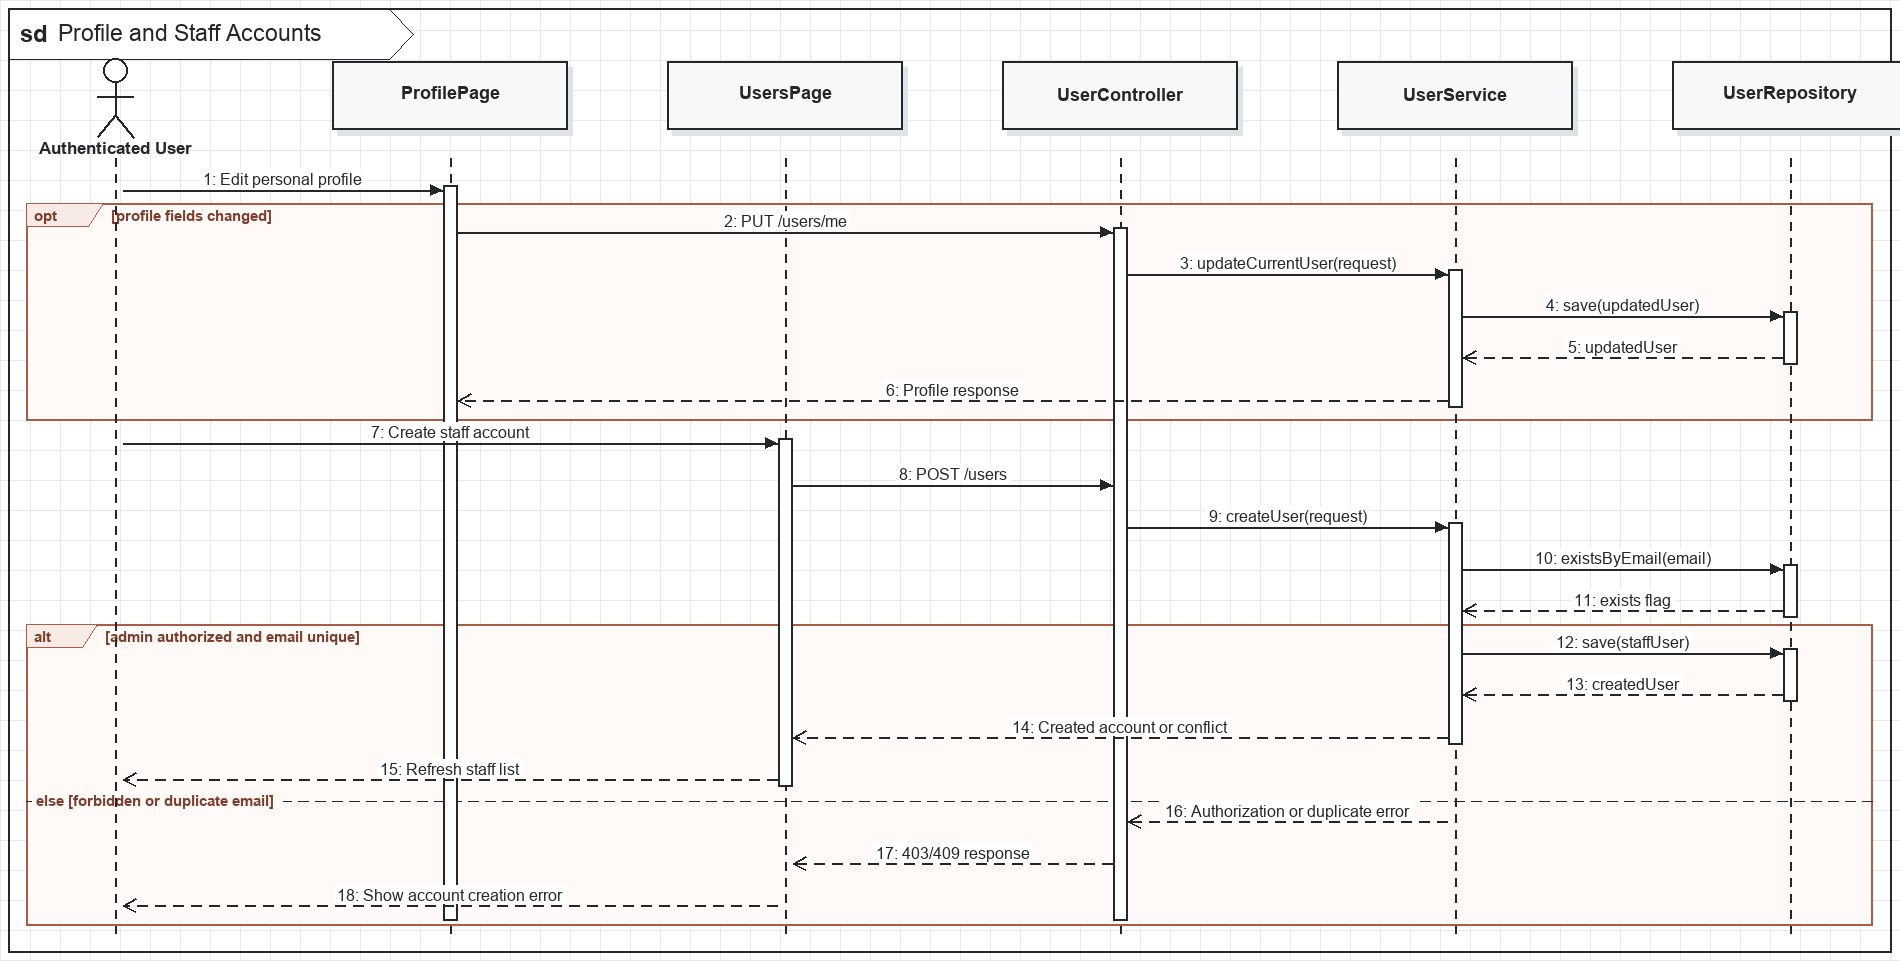 sd Profile and Staff Accounts
Authenticated User
ProfilePage
UsersPage
UserController
UserService
UserRepository
1: Edit personal profile
opt [profile fields changed]
2: PUT /users/me
3: updateCurrentUser(request)
4: save(updatedUser)
5: updatedUser
6: Profile response
7: Create staff account
8: POST /users
9: createUser(request)
10: existsByEmail(email)
11: exists flag
alt [admin authorized and email unique]
12: save(staffUser)
13: createdUser
14: Created account or conflict
15: Refresh staff list
else [forbidden or duplicate email]
16: Authorization or duplicate error
17: 403/409 response
18: Show account creation error